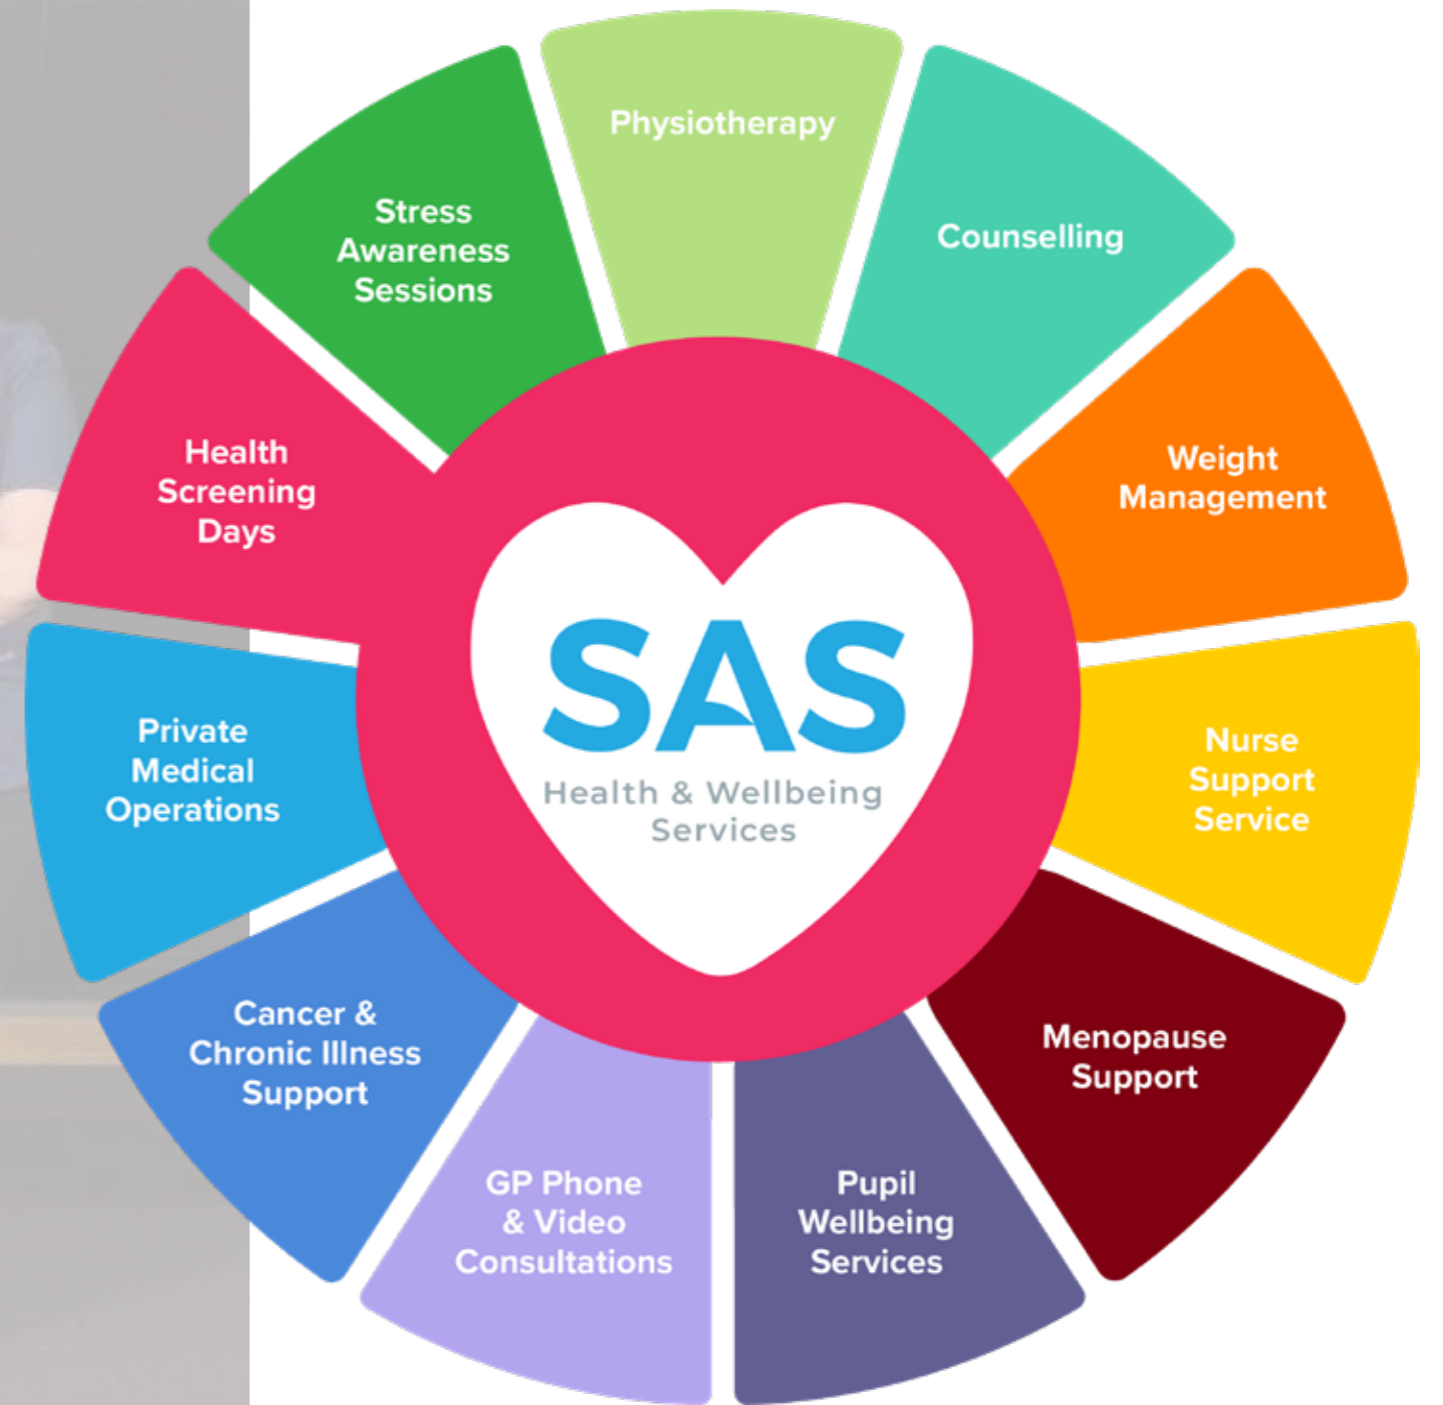 Physiotherapy
Counselling
Weight
Management
Nurse
Support
Service
Menopause
Support
Pupil
Wellbeing
Services
GP Phone
& Video
Consultations
Cancer &
Chronic Illness
Support
Private
Medical
Operations
Health
Screening
Days
Stress
Awareness
Sessions
SAS
Health & Wellbeing
Services